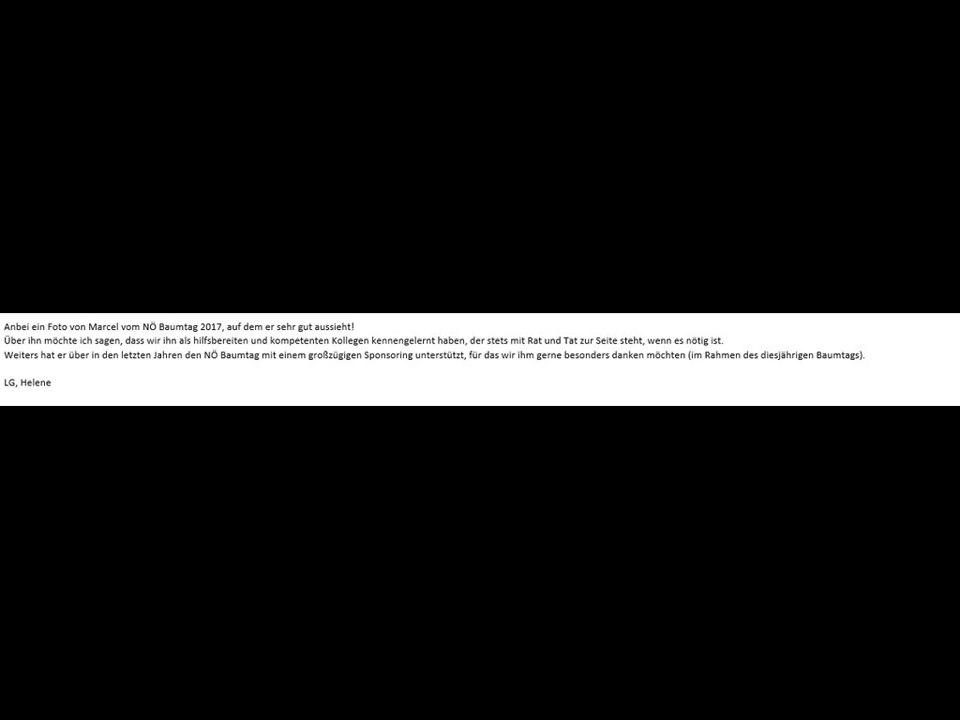 Anbei ein Foto von Marcel vom NÖ Baumtag 2017, auf dem er sehr gut aussieht!
Über ihn möchte ich sagen, dass wir ihn als hilfsbereiten und kompetenten Kollegen kennengelernt haben, der stets mit Rat und Tat zur Seite steht, wenn es nötig ist.
Weiters hat er über in den letzten Jahren den NÖ Baumtag mit einem großzügigen Sponsoring unterstützt, für das wir ihm gerne besonders danken möchten (im Rahmen des diesjährigen Baumtags).
LG, Helene